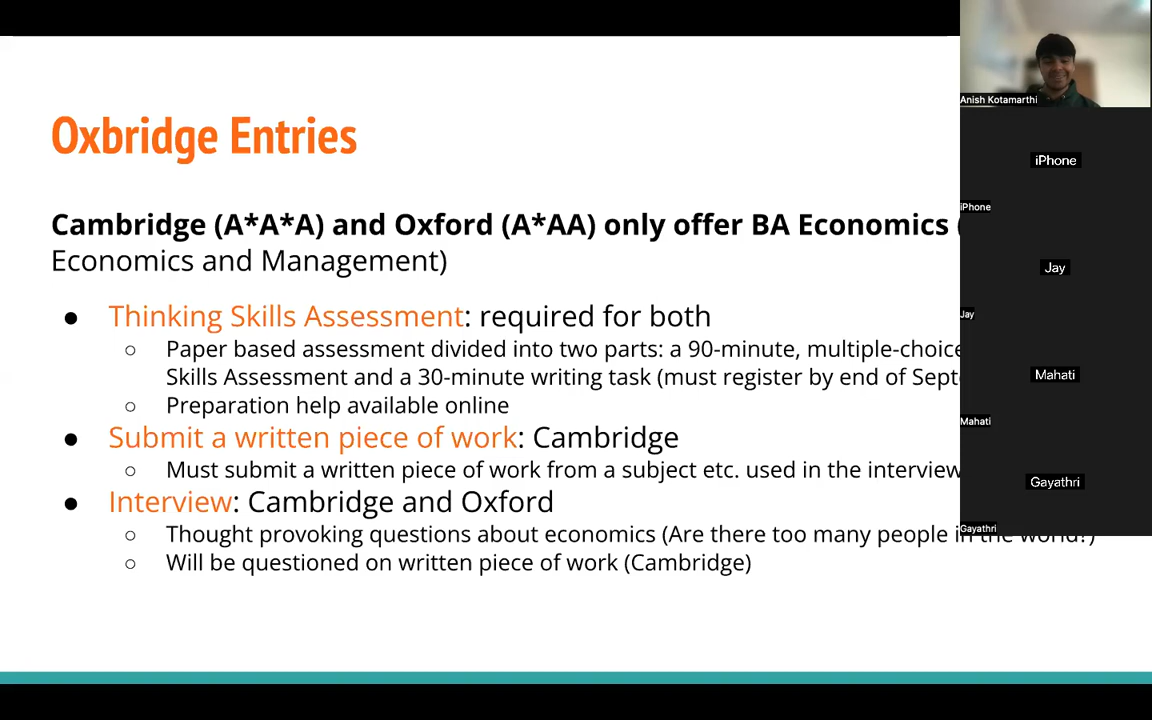 Oxbridge Entries
Cambridge (A*A*A) and Oxford (A*AA) only offer BA Economics (
Economics and Management)
● Thinking Skills Assessment: required for both
○ Paper based assessment divided into two parts: a 90-minute, multiple-choice
Skills Assessment and a 30-minute writing task (must register by end of
○ Preparation help available online
● Submit a written piece of work: Cambridge
○ Must submit a written piece of work from a subject etc. used in the interview
● Interview: Cambridge and Oxford
○ Thought provoking questions about economics (Are there too many people in the world?)
○ Will be questioned on written piece of work (Cambridge)
Anish Kotamarthi
iPhone
iPhone
Jay
Jay
Mahati
Mahati
Gayathri
Gayathri